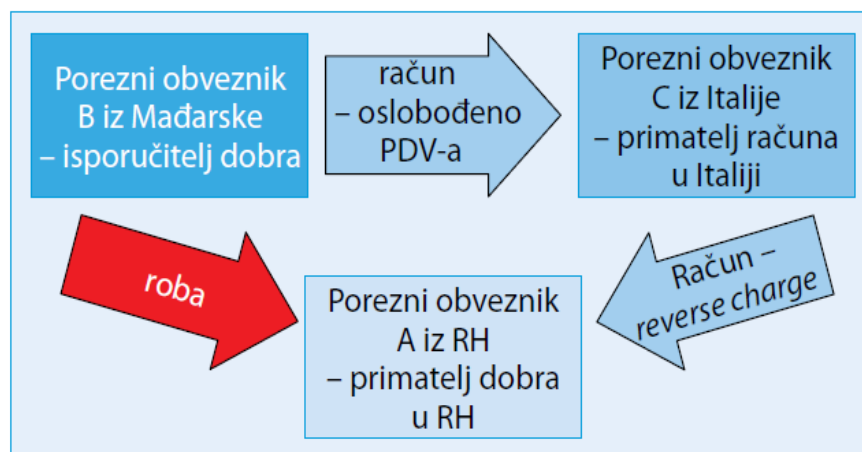 Porezni obveznik
B iz Mađarske
– isporučitelj dobra
račun
– oslobođeno
PDV-a
Porezni obveznik
C iz Italije
– primatelj računa
u Italiji
roba
Račun –
reverse charge
Porezni obveznik
A iz RH
– primatelj dobra
u RH